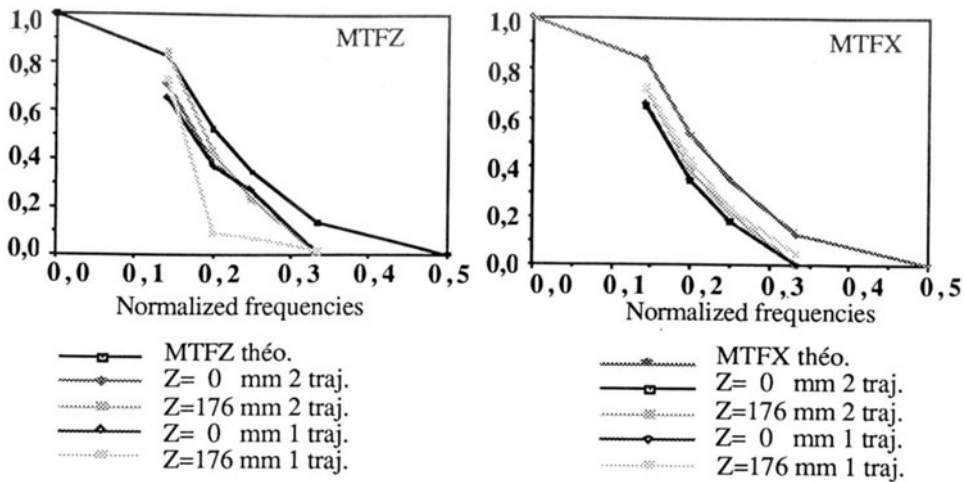 MTFZ
1,0
0,8
0,6
0,4
0,2
0,0
0,0 0,1 0,2 0,3 0,4 0,5
Normalized frequencies
MTFZ théo.
Z= 0 mm 2 traj.
Z=176 mm 2 traj.
Z= 0 mm 1 traj.
Z=176 mm 1 traj.
MTFX
1,0
0,8
0,6
0,4
0,2
0,0
0,0 0,1 0,2 0,3 0,4 0,5
Normalized frequencies
MTFX théo.
Z= 0 mm 2 traj.
Z=176 mm 2 traj.
Z= 0 mm 1 traj.
Z=176 mm 1 traj.